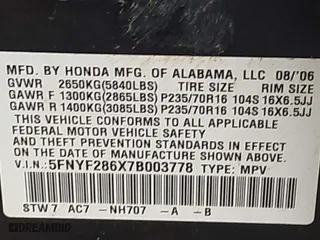 MFD. BY HONDA MFG. OF ALABAMA, LLC 08/'06
GVWR 2650KG(5840LBS) TIRE SIZE RIM SIZE
GAWR F 1300KG(2865LBS)P235/70R16 104S 16X6.5JJ
GAWR R 1400KG(3085LBS)P235/70R16 104S 16X6.5JJ
THIS VEHICLE CONFORMS TO ALL APPLICABLE
FEDERAL MOTOR VEHICLE SAFETY AND
THEFT PREVENTION STANDARDS IN EFFECT ON THE
DATE OF MANUFACTURE SHOWN ABOVE.
V.I.N.: 5FNYF286X7B003778 TYPE: MPV
STW 7 AC7 -NH707 -A -B